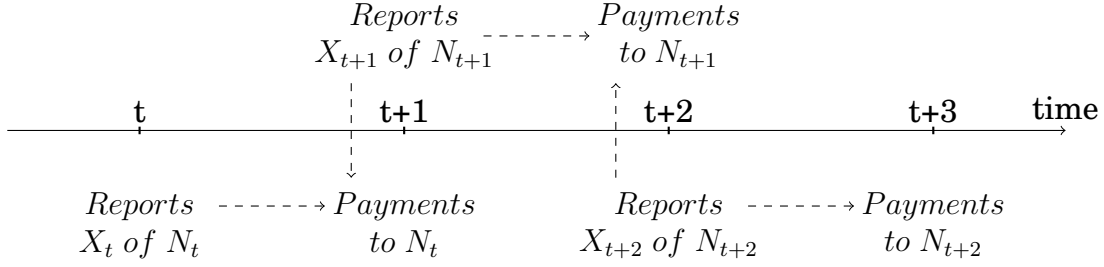 Reports
X_{t+1} of N_{t+1}
Payments
to N_{t+1}
t
t+1
t+2
t+3
time
Reports
X_t of N_t
Payments
to N_t
Reports
X_{t+2} of N_{t+2}
Payments
to N_{t+2}